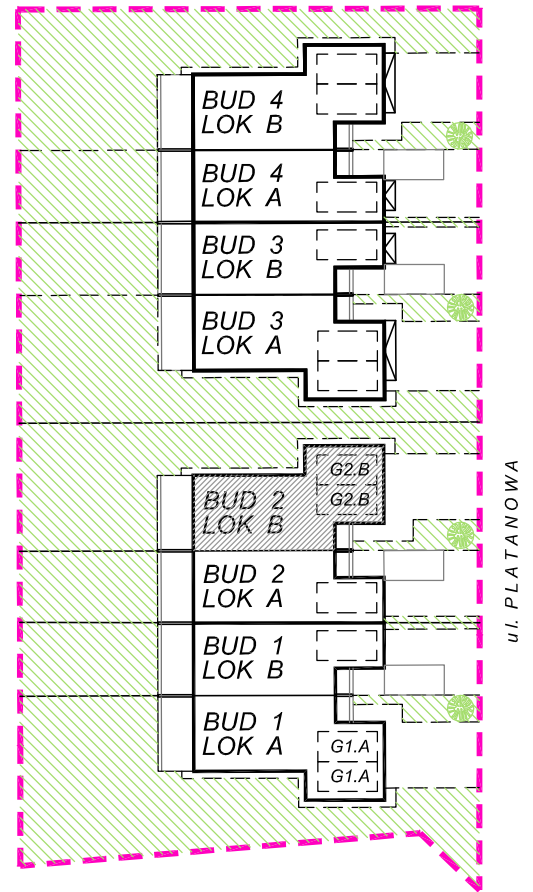 BUD 4
LOK B
BUD 4
LOK A
BUD 3
LOK B
BUD 3
LOK A
G2.B
G2.B
BUD 2
LOK B
BUD 2
LOK A
BUD 1
LOK B
BUD 1
LOK A
G1.A
G1.A
ul. PLATANOWA